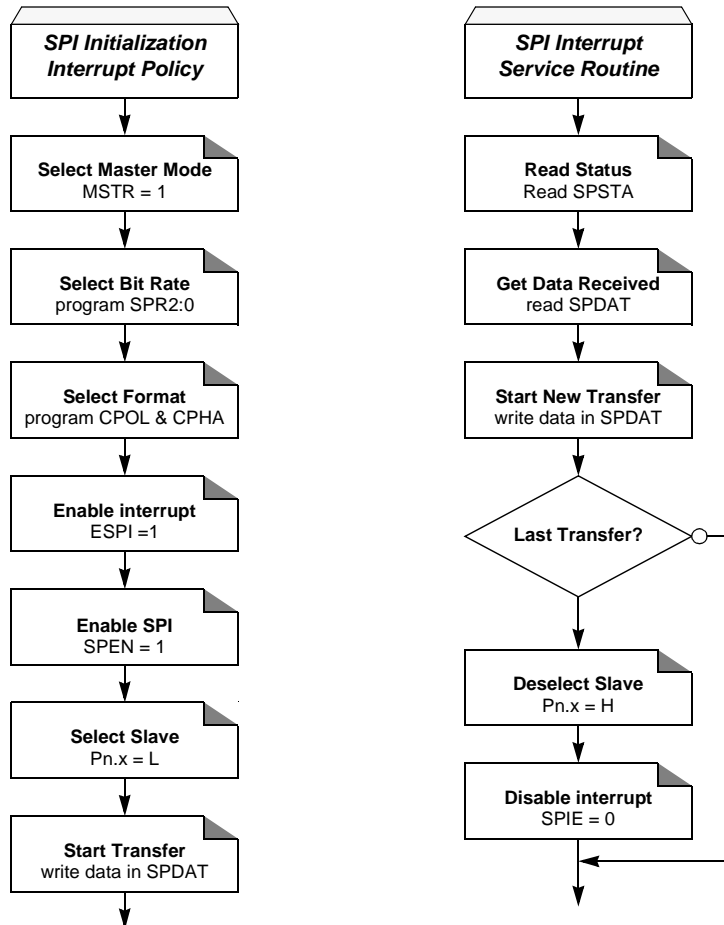 SPI Initialization
Interrupt Policy
Select Master Mode
MSTR = 1
Select Bit Rate
program SPR2:0
Select Format
program CPOL & CPHA
Enable interrupt
ESPI =1
Enable SPI
SPEN = 1
Select Slave
Pn.x = L
Start Transfer
write data in SPDAT
SPI Interrupt
Service Routine
Read Status
Read SPSTA
Get Data Received
read SPDAT
Start New Transfer
write data in SPDAT
Last Transfer?
Deselect Slave
Pn.x = H
Disable interrupt
SPIE = 0